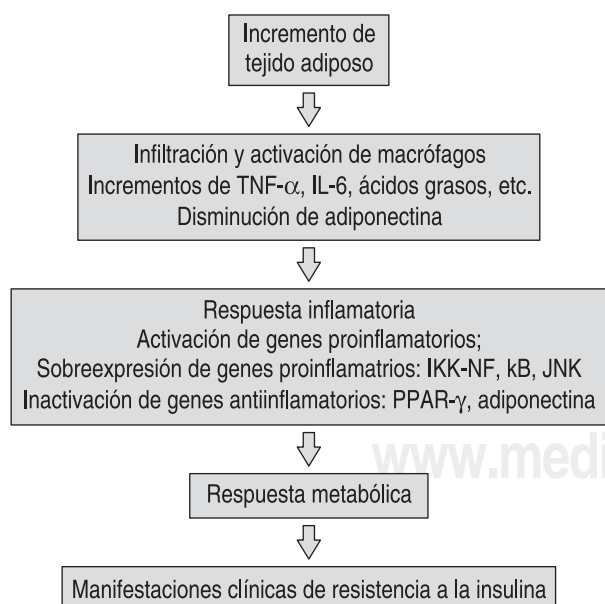 Incremento de
tejido adiposo
Infiltración y activación de macrófagos
Incrementos de TNF-α, IL-6, ácidos grasos, etc.
Disminución de adiponectina
Respuesta inflamatoria
Activación de genes proinflamatorios;
Sobreexpresión de genes proinflamatrios: IKK-NF, kB, JNK
Inactivación de genes antiinflamatorios: PPAR-γ, adiponectina
www.medi
Respuesta metabólica
Manifestaciones clínicas de resistencia a la insulina